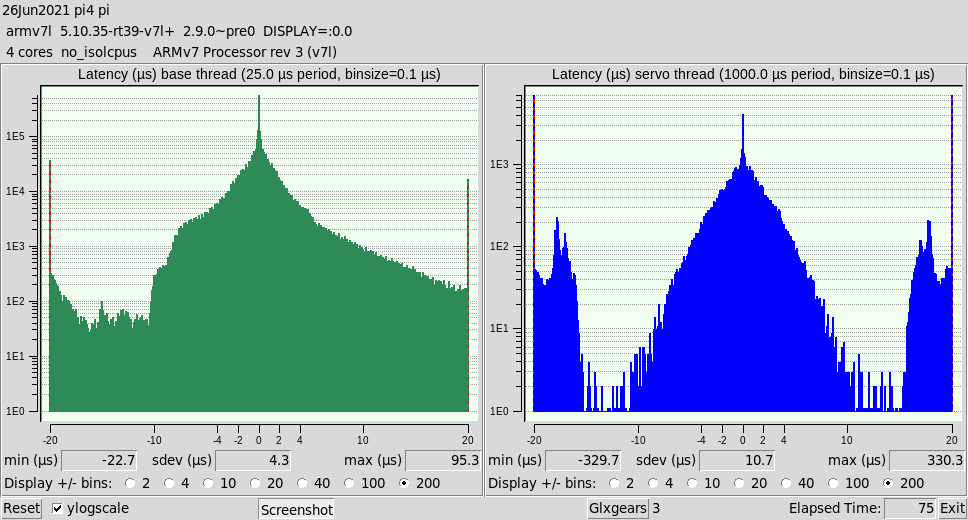 26Jun2021 pi4 pi
armv7l 5.10.35-rt39-v7l+ 2.9.0~pre0 DISPLAY=:0.0
4 cores no_isolcpus ARMv7 Processor rev 3 (v7l)
Latency (µs) base thread (25.0 µs period, binsize=0.1 µs)
1E5
1E4
1E3
1E2
1E1
1E0
-20 -10 -4 -2 0 2 4 10 20
min (µs) -22.7 sdev (µs) 4.3 max (µs) 95.3
Display +/- bins: 2 4 10 20 40 100 200
Latency (µs) servo thread (1000.0 µs period, binsize=0.1 µs)
1E3
1E2
1E1
1E0
-20 -10 -4 -2 0 2 4 10 20
min (µs) -329.7 sdev (µs) 10.7 max (µs) 330.3
Display +/- bins: 2 4 10 20 40 100 200
Reset ylogscale Screenshot Glxgears 3 Elapsed Time: 75 Exit